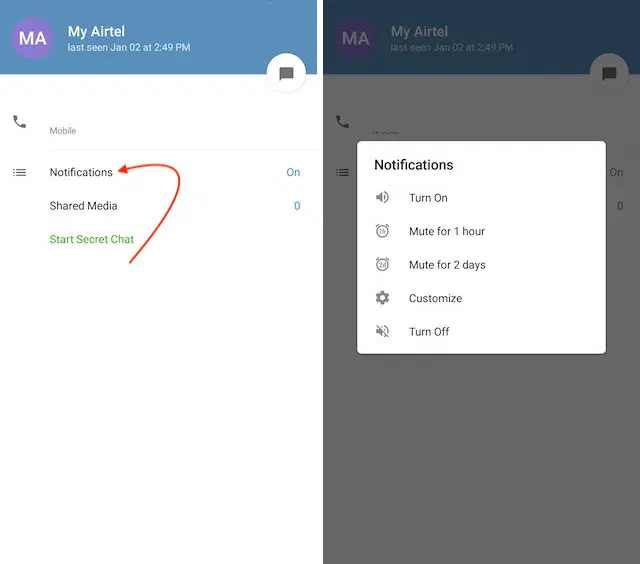 MA
My Airtel
last seen Jan 02 at 2:49 PM
Mobile
Notifications
On
Shared Media
0
Start Secret Chat
MA
My Airtel
last seen Jan 02 at 2:49 PM
On
0
Notifications
Turn On
1h
Mute for 1 hour
2d
Mute for 2 days
Customize
Turn Off